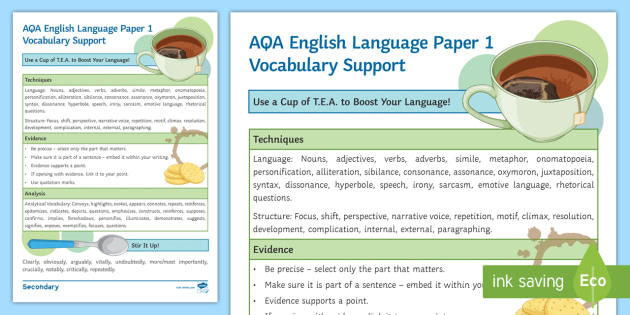 AQA English Language Paper 1
Vocabulary Support
Use a Cup of T.E.A. to Boost Your Language!
Techniques
Language: Nouns, adjectives, verbs, adverbs, simile, metaphor, onomatopoeia,
personification, alliteration, sibilance, consonance, assonance, oxymoron, juxtaposition,
syntax, dissonance, hyperbole, speech, irony, sarcasm, emotive language, rhetorical
questions.
Structure: Focus, shift, perspective, narrative voice, repetition, motif, climax, resolution,
development, complication, internal, external, paragraphing.
Evidence
• Be precise – select only the part that matters.
• Make sure it is part of a sentence – embed it within your writing.
• Evidence supports a point.
• If opening with evidence, link it to your point.
• Use quotation marks.
Analysis
Analytical Vocabulary: Conveys, highlights, evokes, appears, connotes, repeats, reinforces,
epitomises, indicates, depicts, questions, emphasises, constructs, reinforces, supposes,
confirms, implies, foreshadows, personifies, illustrates, demonstrates, suggests,
signifies, exposes, exemplifies, focuses, questions.
Stir It Up!
Clearly, obviously, arguably, vitally, undoubtedly, more/most importantly,
crucially, notably, critically, repeatedly.
Secondary
AQA English Language Paper 1
Vocabulary Support
Use a Cup of T.E.A. to Boost Your Language!
Techniques
Language: Nouns, adjectives, verbs, adverbs, simile, metaphor, onomatopoeia,
personification, alliteration, sibilance, consonance, assonance, oxymoron, juxtaposition,
syntax, dissonance, hyperbole, speech, irony, sarcasm, emotive language, rhetorical
questions.
Structure: Focus, shift, perspective, narrative voice, repetition, motif, climax, resolution,
development, complication, internal, external, paragraphing.
Evidence
• Be precise – select only the part that matters.
• Make sure it is part of a sentence – embed it within you
• Evidence supports a point.
ink saving
Eco